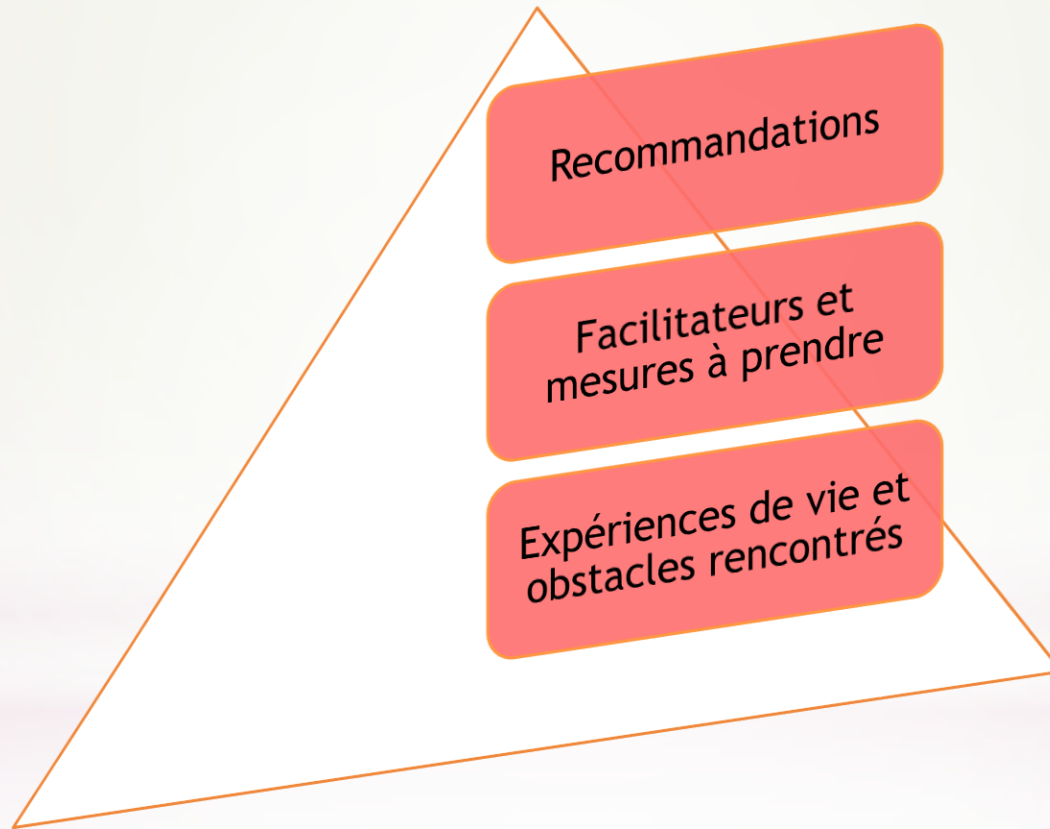 Recommandations
Facilitateurs et
mesures à prendre
Expériences de vie et
obstacles rencontrés